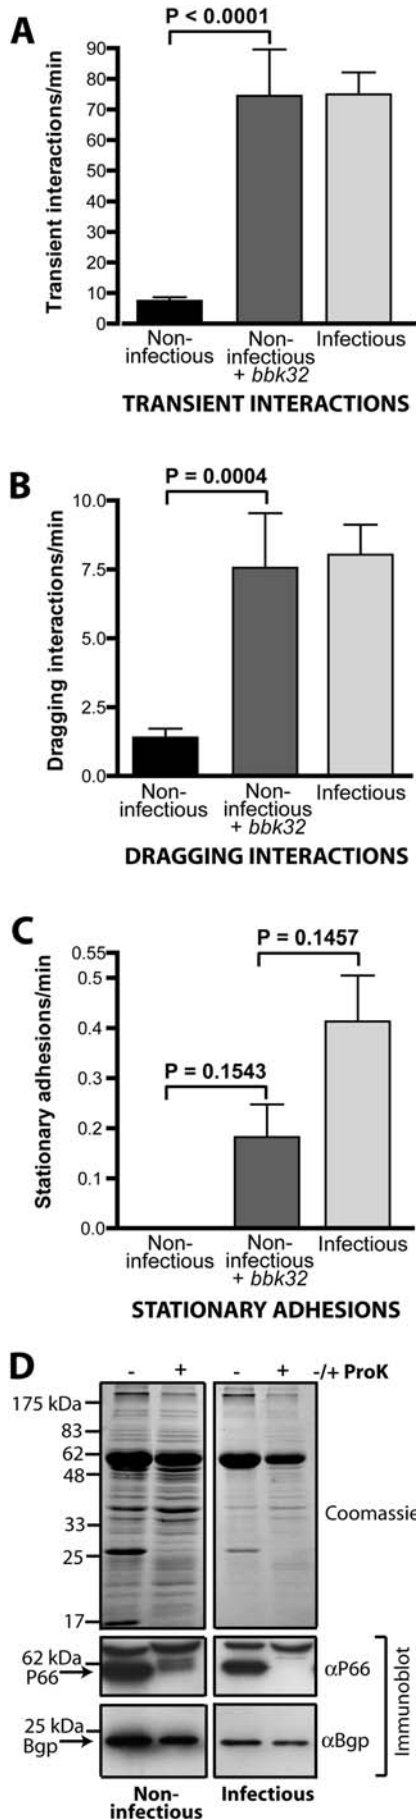 A
P < 0.0001
Transient interactions/min
90
80
70
60
50
40
30
20
10
0
Non-
infectious
Non-
infectious
+ bbk32
Infectious
TRANSIENT INTERACTIONS
B
P = 0.0004
Dragging interactions/min
10.0
7.5
5.0
2.5
0.0
Non-
infectious
Non-
infectious
+ bbk32
Infectious
DRAGGING INTERACTIONS
C
P = 0.1457
P = 0.1543
Stationary adhesions/min
0.55
0.5
0.4
0.3
0.2
0.1
0.0
Non-
infectious
Non-
infectious
+ bbk32
Infectious
STATIONARY ADHESIONS
D
- + - + -/+ ProK
175 kDa
83
62
48
33
25
17
Coomassie
62 kDa
P66
αP66
25 kDa
Bgp
αBgp
Immunoblot
Non-
infectious
Infectious